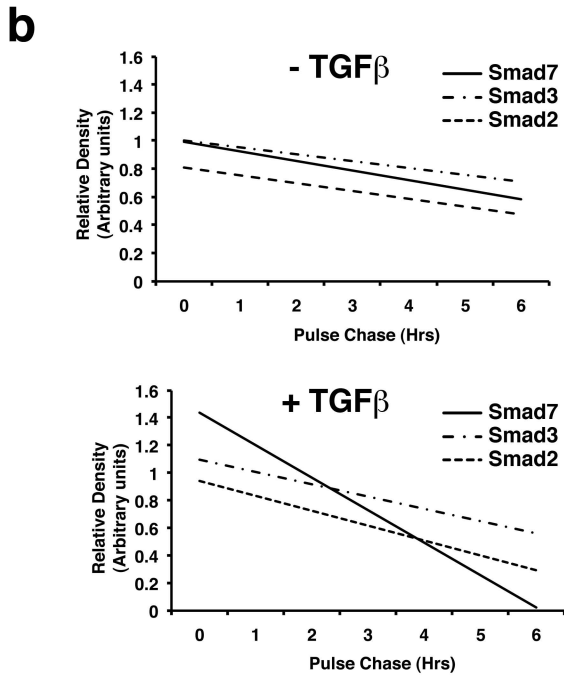 b
- TGFβ
Smad7
Smad3
Smad2
Relative Density
(Arbitrary units)
1.6
1.4
1.2
1
0.8
0.6
0.4
0.2
0
0 1 2 3 4 5 6
Pulse Chase (Hrs)
+ TGFβ
Smad7
Smad3
Smad2
Relative Density
(Arbitrary units)
1.6
1.4
1.2
1
0.8
0.6
0.4
0.2
0
0 1 2 3 4 5 6
Pulse Chase (Hrs)